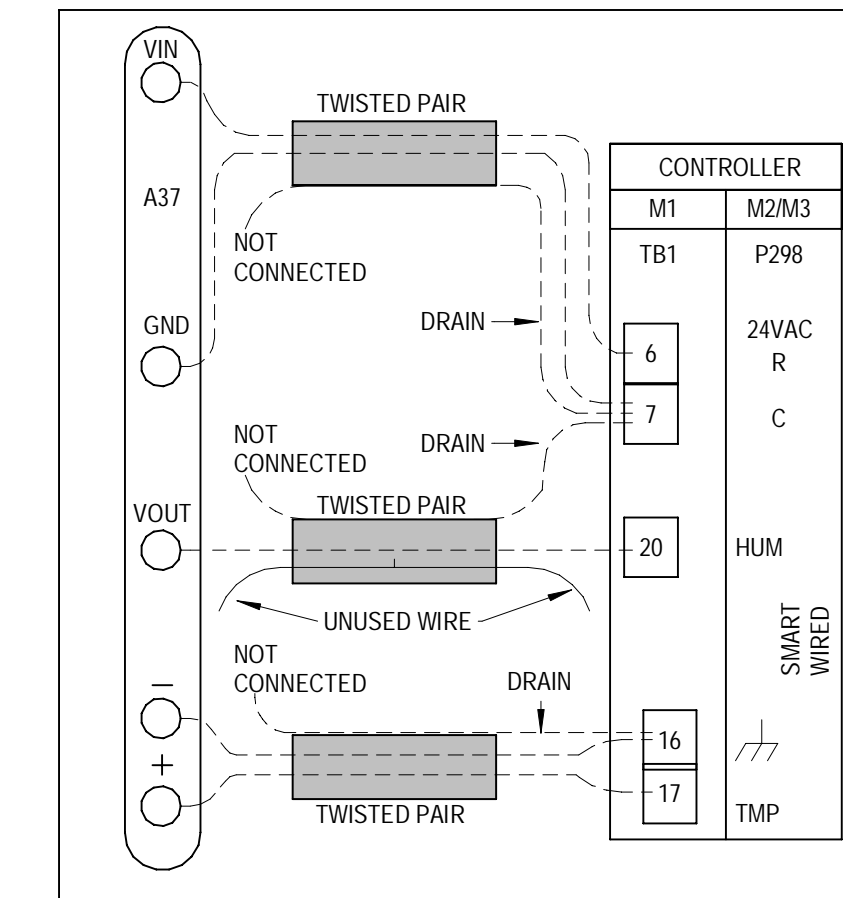 VIN
TWISTED PAIR
CONTROLLER
M1 M2/M3
A37
TB1 P298
NOT
CONNECTED
GND
DRAIN
6
24VAC
R
7
C
NOT
CONNECTED
DRAIN
VOUT
TWISTED PAIR
20
HUM
UNUSED WIRE
SMART
WIRED
NOT
CONNECTED
DRAIN
–
16
+
17
TMP
TWISTED PAIR